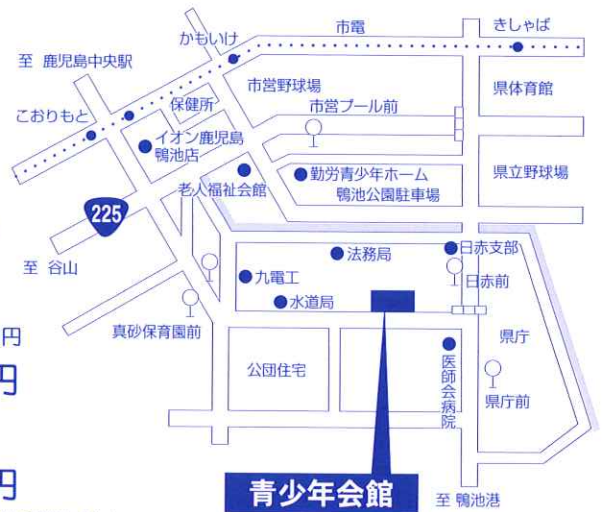 市電
きしゃば
かもいけ
至 鹿児島中央駅
市営野球場
県体育館
保健所
市営プール前
こおりもと
イオン鹿児島
鴨池店
勤労青少年ホーム
県立野球場
老人福祉会館
鴨池公園駐車場
225
法務局
日赤支部
至 谷山
九電工
日赤前
水道局
真砂保育園前
県庁
円
公団住宅
医師会病院
円
県庁前
円
青少年会館
至 鴨池港